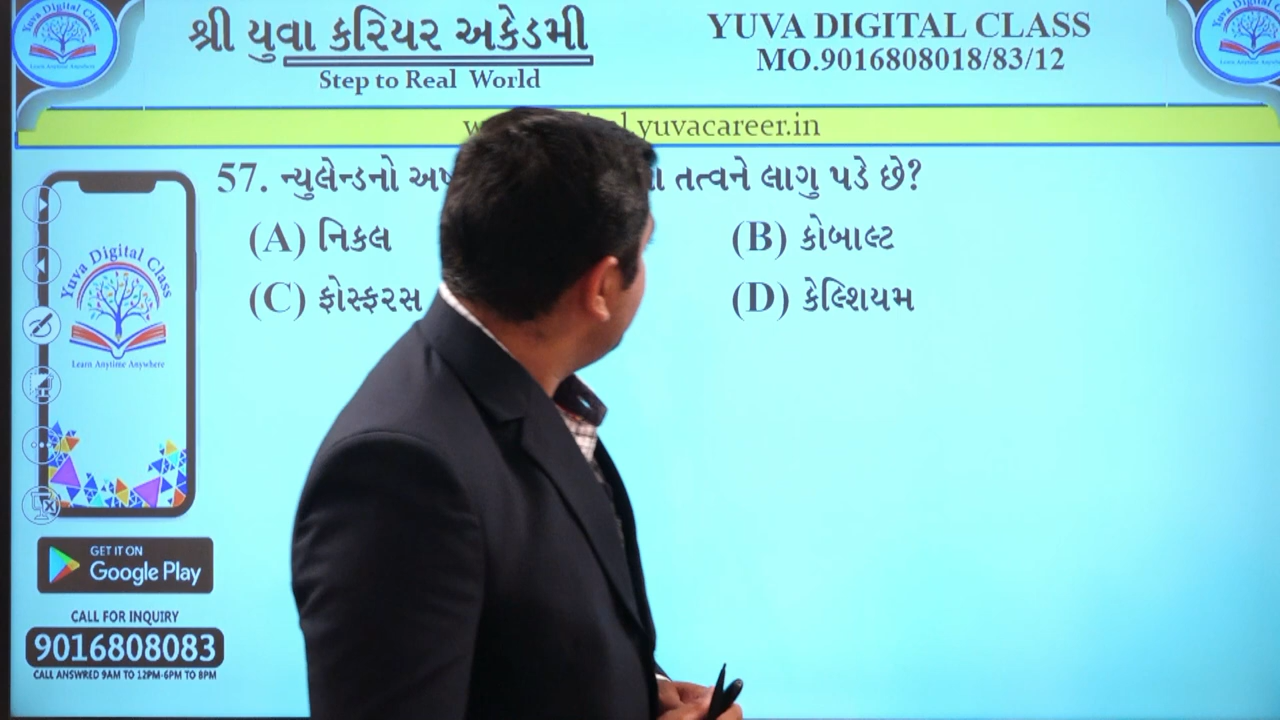 શ્રી યુવા કરિયર અકેડમી
Step to Real World
YUVA DIGITAL CLASS
MO.9016808018/83/12
yuvacareer.in
57. ન્યુલેન્ડનો તત્વને લાગુ પડે છે?
(A) નિકલ (B) કોબાલ્ટ
(C) ફોસ્ફરસ (D) કેલ્શિયમ
Yuva Digital Class
Learn Anytime Anywhere
GET IT ON
Google Play
CALL FOR INQUIRY
9016808083
CALL ANSWRED 9AM TO 12PM-6PM TO 8PM